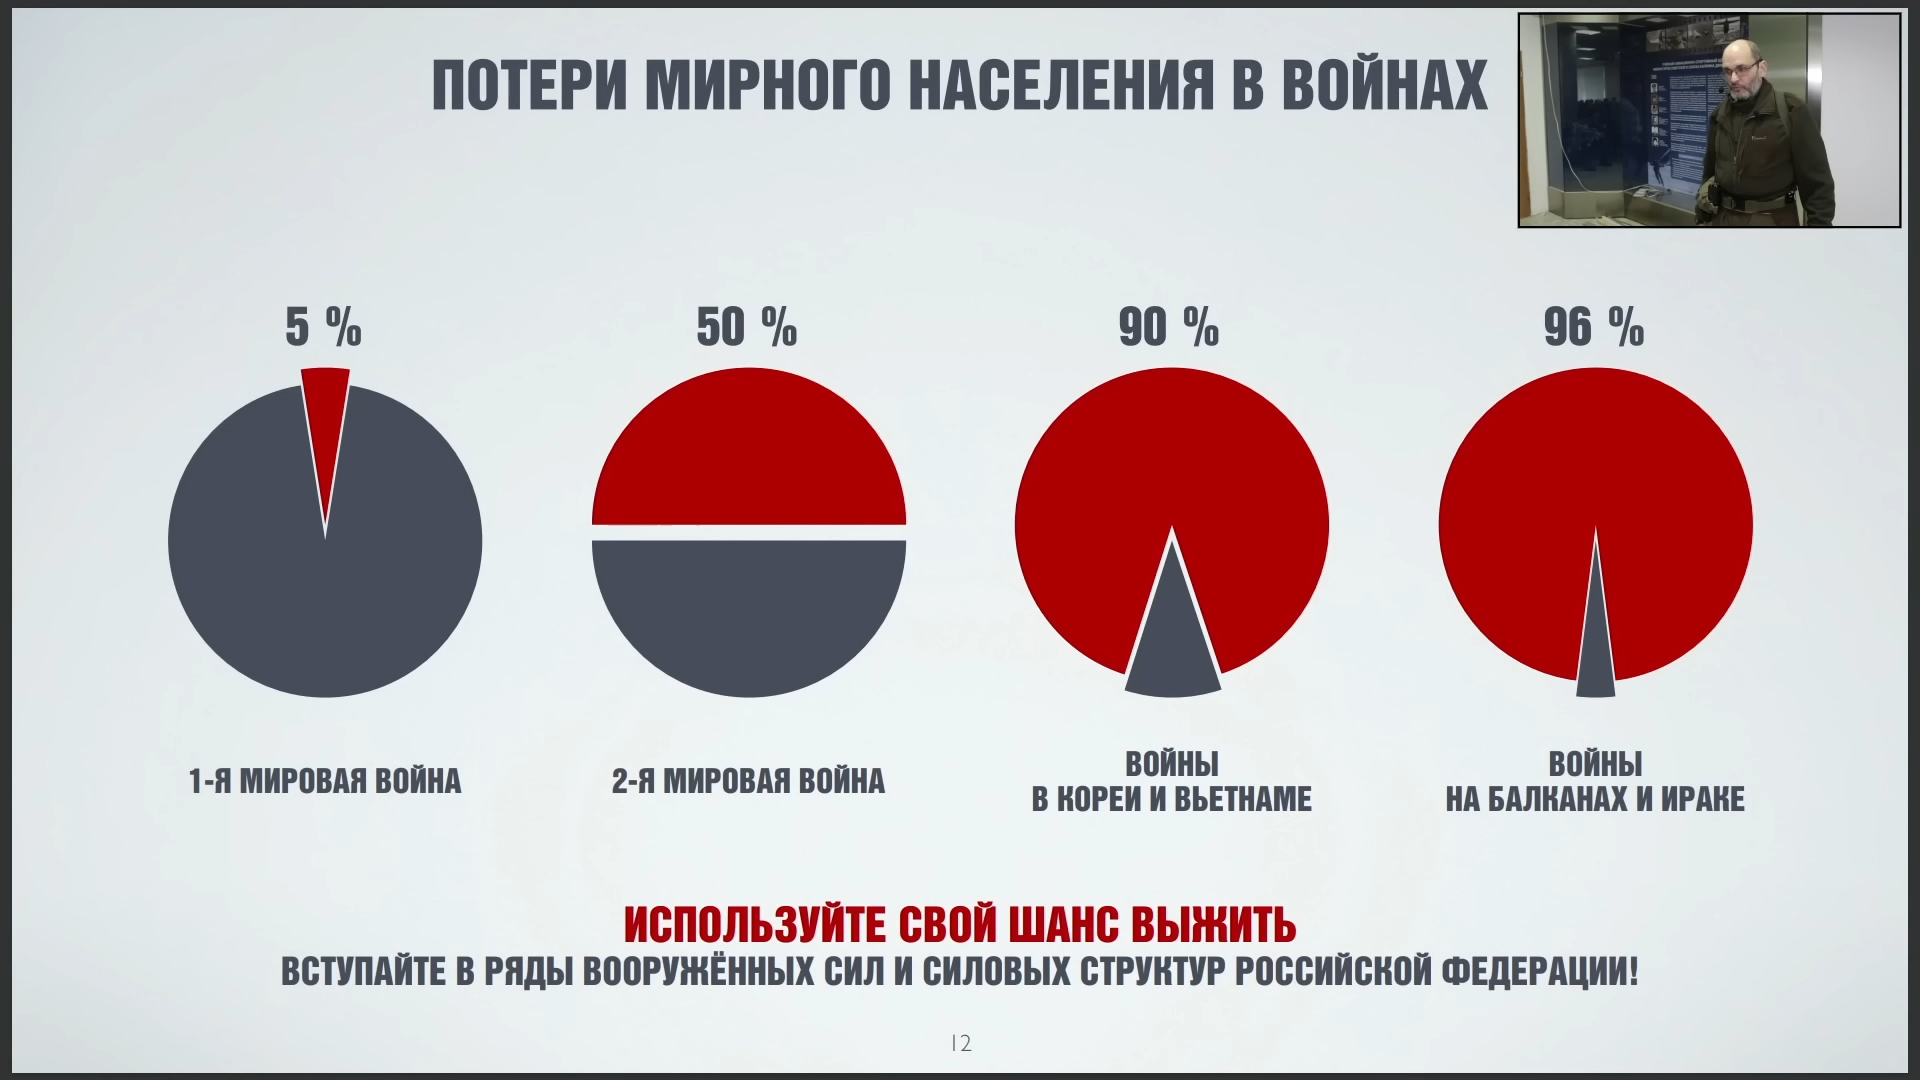 ПОТЕРИ МИРНОГО НАСЕЛЕНИЯ В ВОЙНАХ
5 %
50 %
90 %
96 %
1-Я МИРОВАЯ ВОЙНА
2-Я МИРОВАЯ ВОЙНА
ВОЙНЫ
В КОРЕИ И ВЬЕТНАМЕ
ВОЙНЫ
НА БАЛКАНАХ И ИРАКЕ
ИСПОЛЬЗУЙТЕ СВОЙ ШАНС ВЫЖИТЬ
ВСТУПАЙТЕ В РЯДЫ ВООРУЖЁННЫХ СИЛ И СИЛОВЫХ СТРУКТУР РОССИЙСКОЙ ФЕДЕРАЦИИ!
12